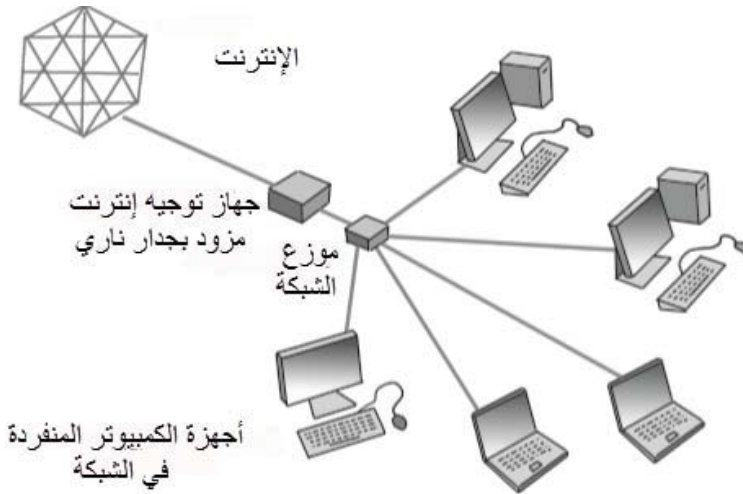 الإنترنت
جهاز توجيه إنترنت
مزود بجدار ناري
موزع
الشبكة
أجهزة الكمبيوتر المنفردة
في الشبكة